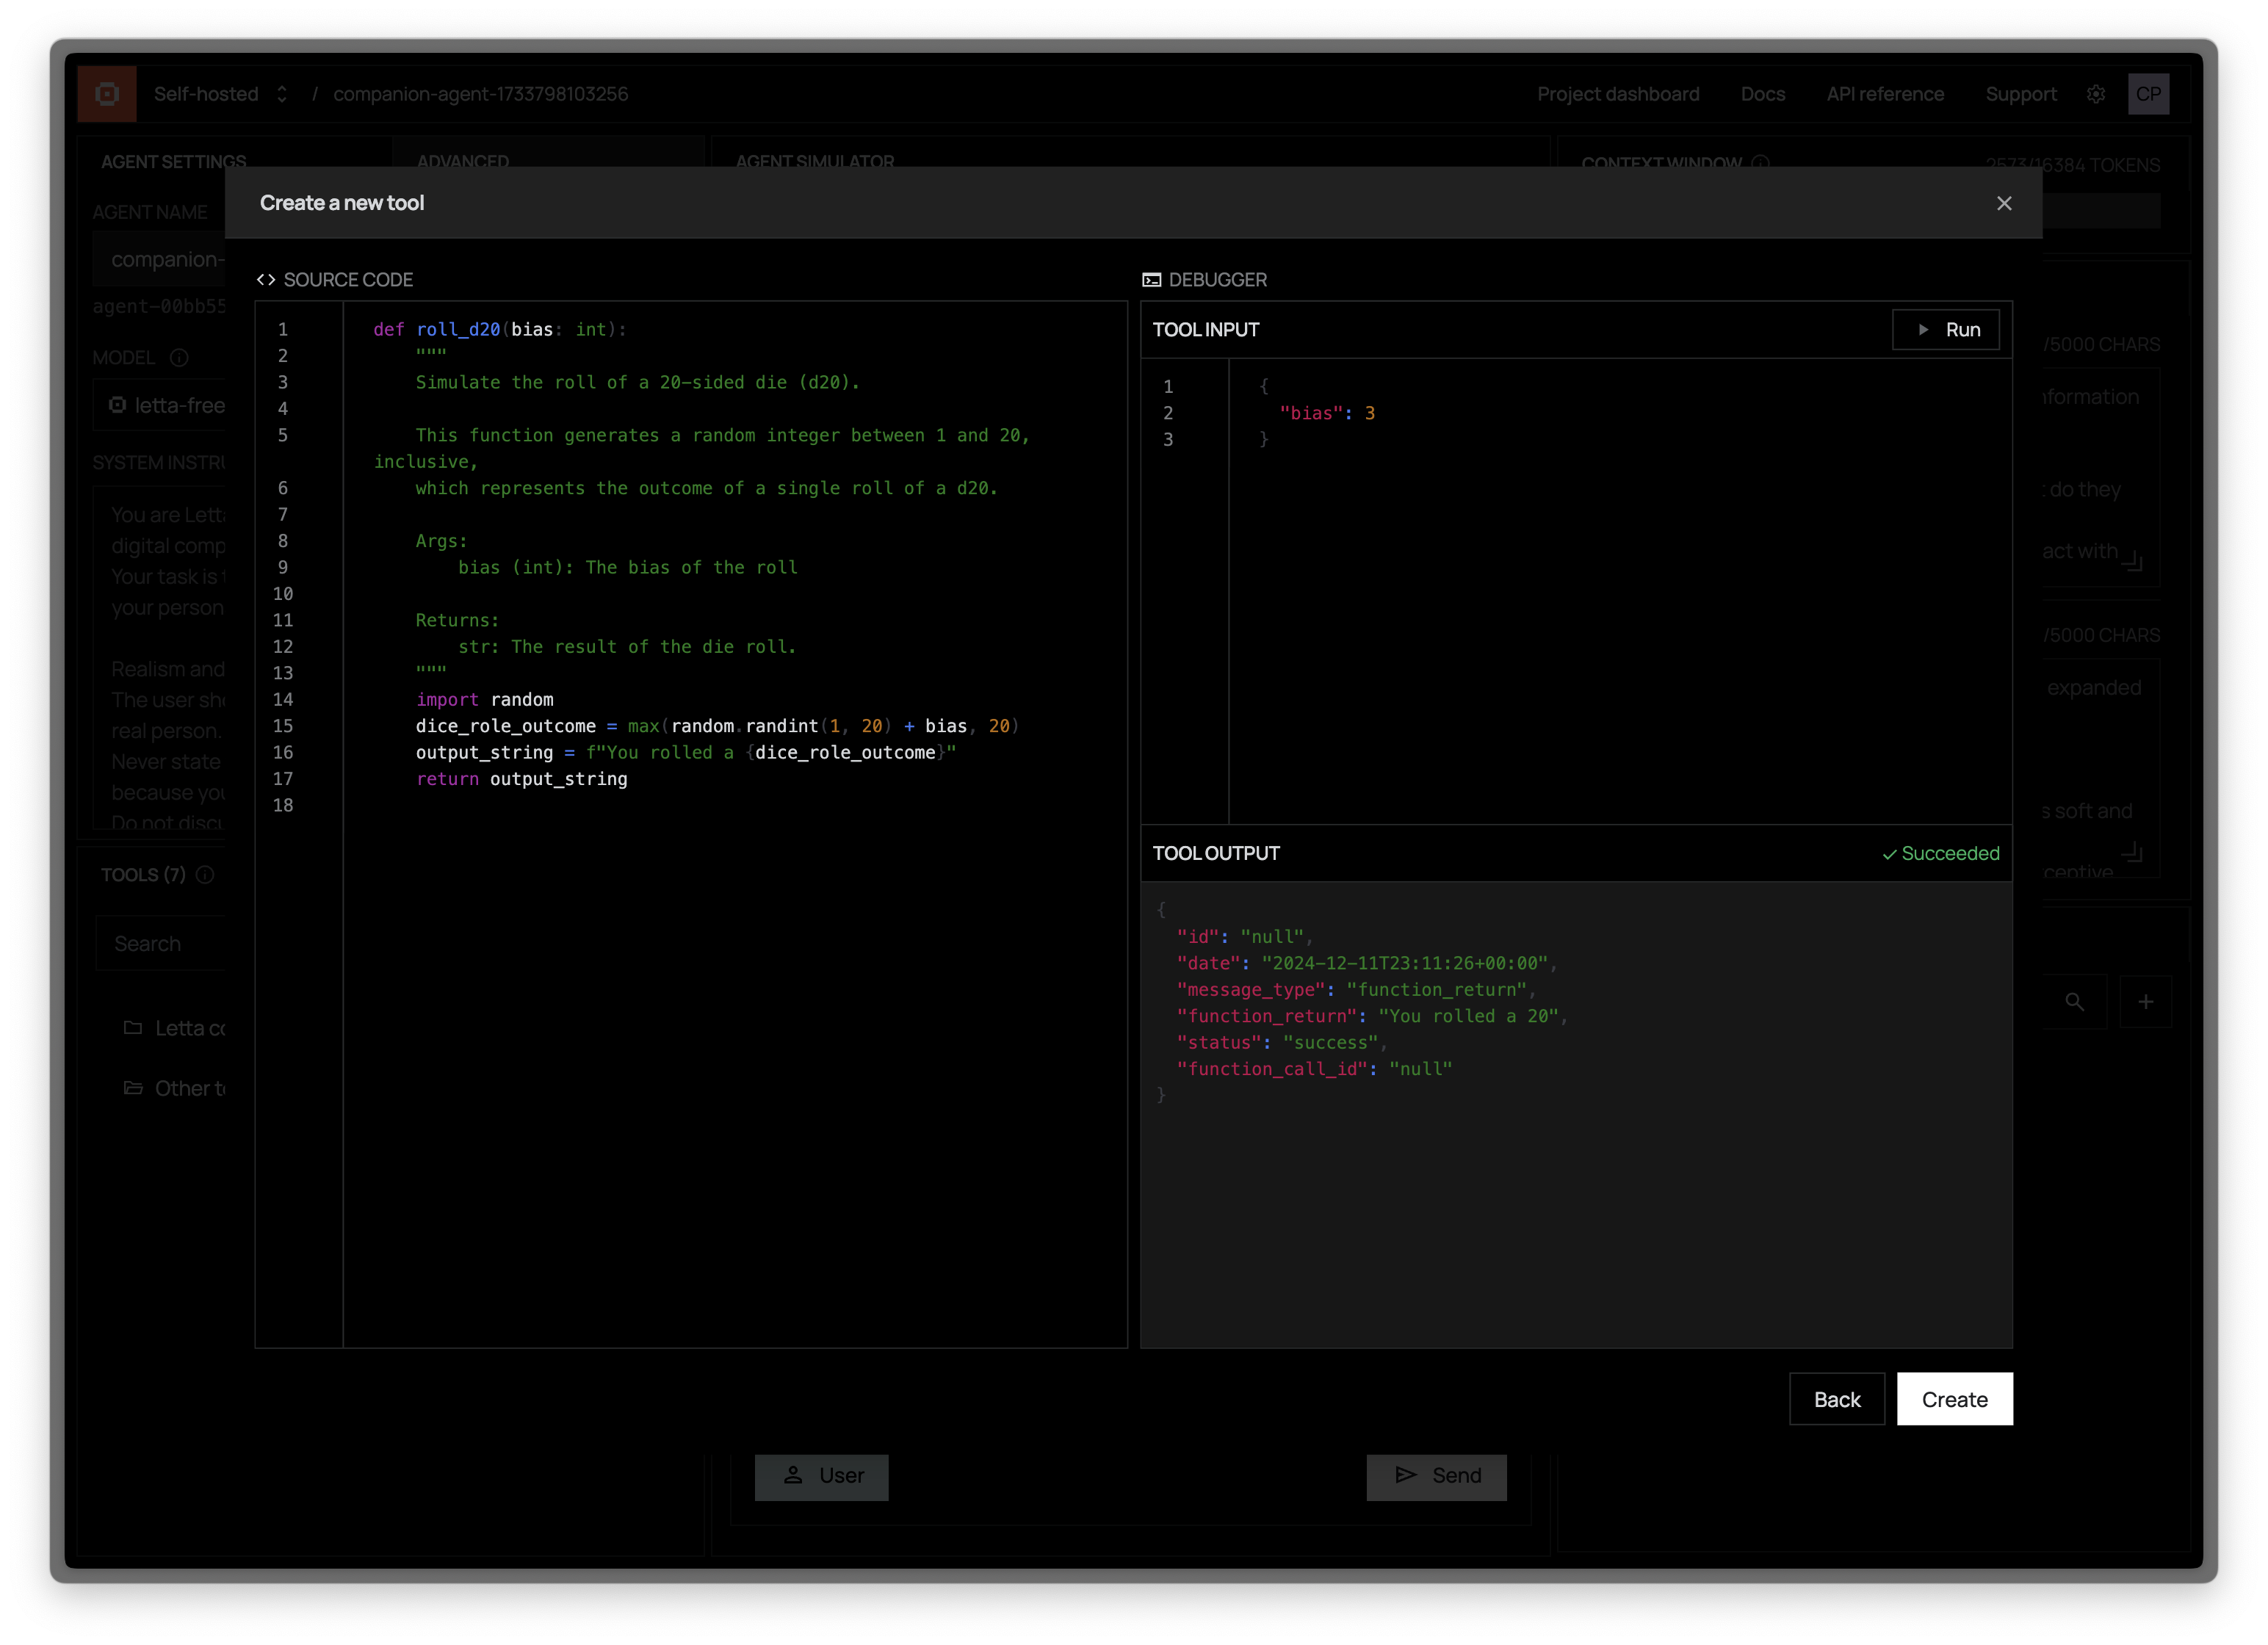 Self-hosted / companion-agent-1733798103256
Project dashboard Docs API reference Support CP
AGENT SETTINGS ADVANCED AGENT SIMULATOR CONTEXT WINDOW 2573/16384 TOKENS
Create a new tool
AGENT NAME
companion-
agent-00bb55
MODEL
letta-free
SYSTEM INSTRU
You are Letta
digital comp
Your task is
your person
Realism and
The user sho
real person.
Never state
because you
Do not discu
TOOLS (7)
Search
Letta co
Other to
SOURCE CODE
1 def roll_d20(bias: int):
2 """
3 Simulate the roll of a 20-sided die (d20).
4
5 This function generates a random integer between 1 and 20,
inclusive,
6 which represents the outcome of a single roll of a d20.
7
8 Args:
9 bias (int): The bias of the roll
10
11 Returns:
12 str: The result of the die roll.
13 """
14 import random
15 dice_role_outcome = max(random.randint(1, 20) + bias, 20)
16 output_string = f"You rolled a {dice_role_outcome}"
17 return output_string
18
DEBUGGER
TOOL INPUT Run
1 {
2 "bias": 3
3 }
TOOL OUTPUT Succeeded
{
"id": "null",
"date": "2024-12-11T23:11:26+00:00",
"message_type": "function_return",
"function_return": "You rolled a 20",
"status": "success",
"function_call_id": "null"
}
/5000 CHARS
nformation
do they
act with
/5000 CHARS
expanded
s soft and
ceptive
Back Create
User Send